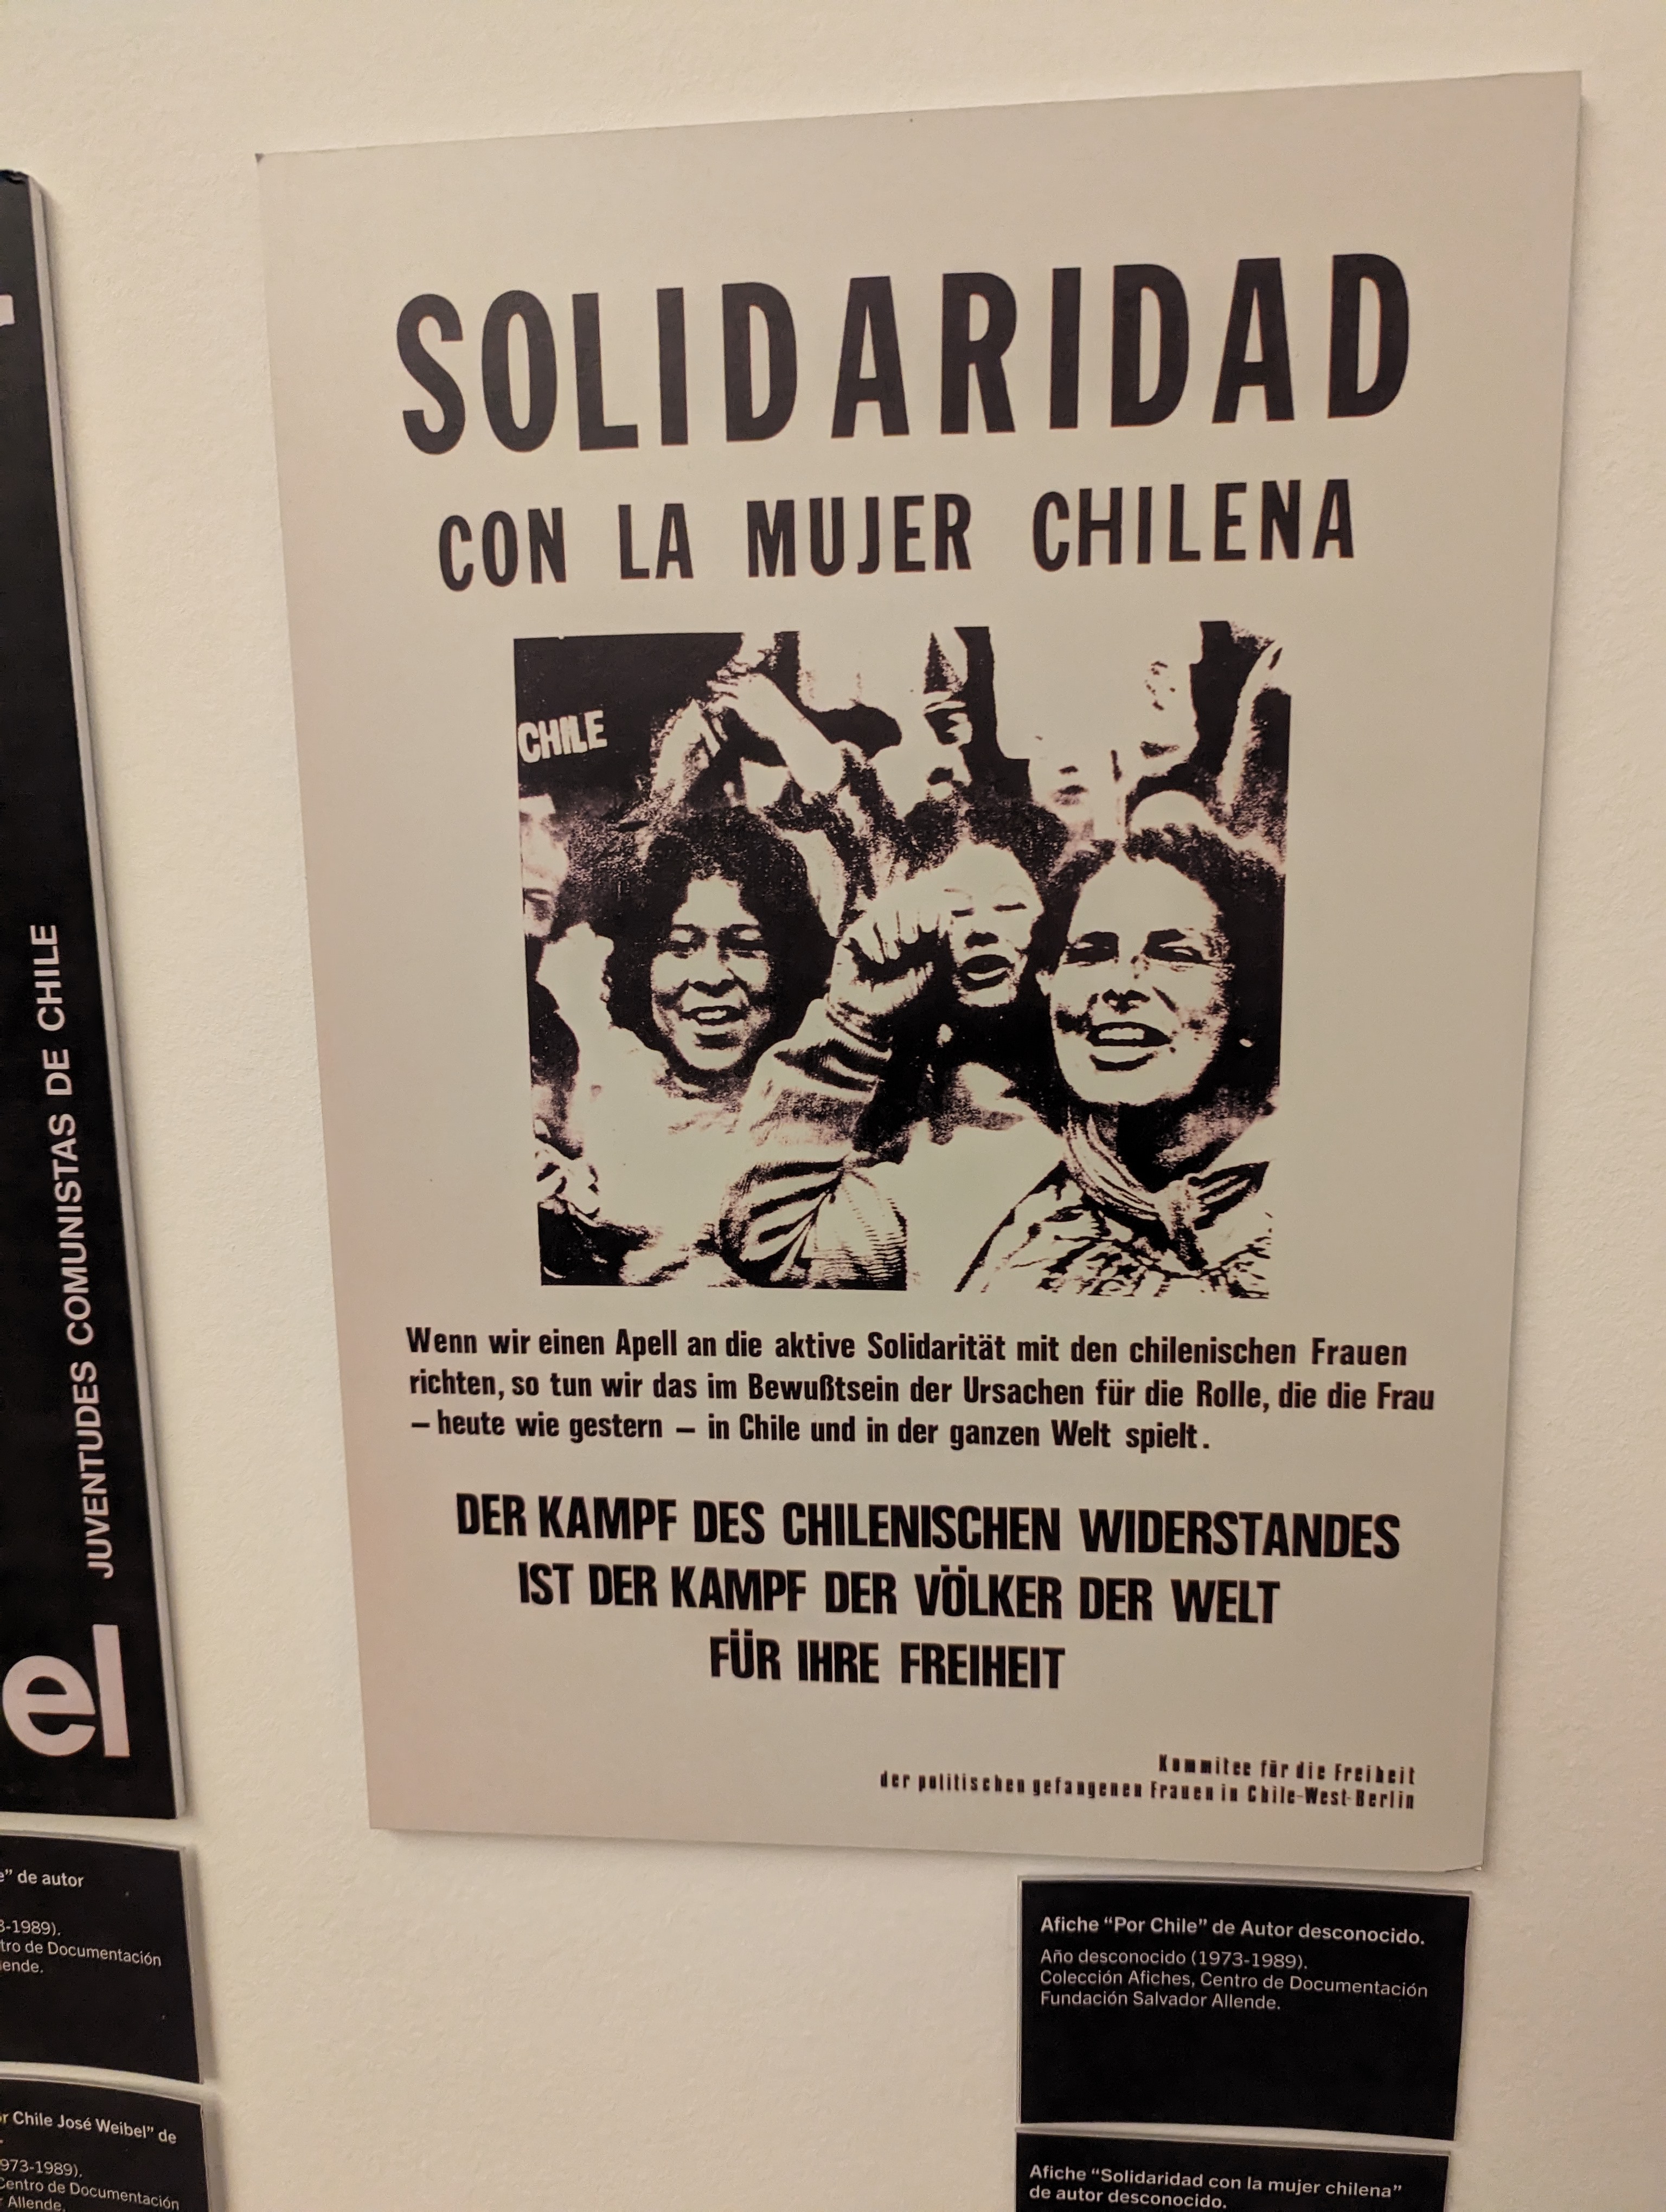 SOLIDARIDAD
CON LA MUJER CHILENA
CHILE
Wenn wir einen Apell an die aktive Solidarität mit den chilenischen Frauen
richten, so tun wir das im Bewußtsein der Ursachen für die Rolle, die die Frau
– heute wie gestern – in Chile und in der ganzen Welt spielt.
DER KAMPF DES CHILENISCHEN WIDERSTANDES
IST DER KAMPF DER VÖLKER DER WELT
FÜR IHRE FREIHEIT
Kommitee für die Freiheit
der politischen gefangenen Frauen in Chile-West-Berlin
JUVENTUDES COMUNISTAS DE CHILE
el
” de autor
-1989).
tro de Documentación
ende.
r Chile José Weibel” de
973-1989).
Centro de Documentación
Allende.
Afiche “Por Chile” de Autor desconocido.
Año desconocido (1973-1989).
Colección Afiches, Centro de Documentación
Fundación Salvador Allende.
Afiche “Solidaridad con la mujer chilena”
de autor desconocido.